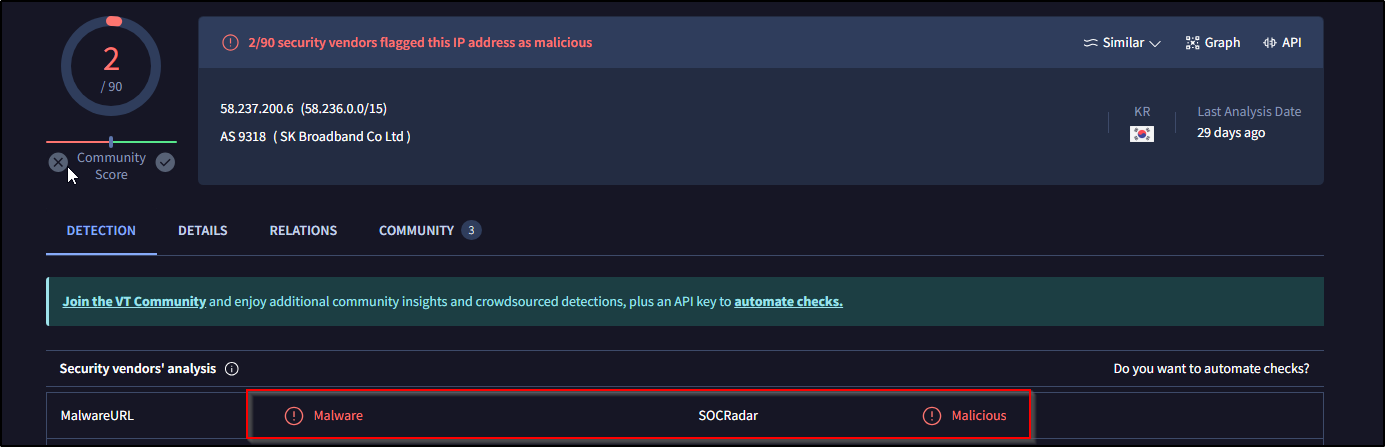 2
/ 90
Community
Score
2/90 security vendors flagged this IP address as malicious
Similar
Graph
API
58.237.200.6 (58.236.0.0/15)
AS 9318 ( SK Broadband Co Ltd )
KR
Last Analysis Date
29 days ago
DETECTION
DETAILS
RELATIONS
COMMUNITY 3
Join the VT Community and enjoy additional community insights and crowdsourced detections, plus an API key to automate checks.
Security vendors' analysis
Do you want to automate checks?
MalwareURL
Malware
SOCRadar
Malicious